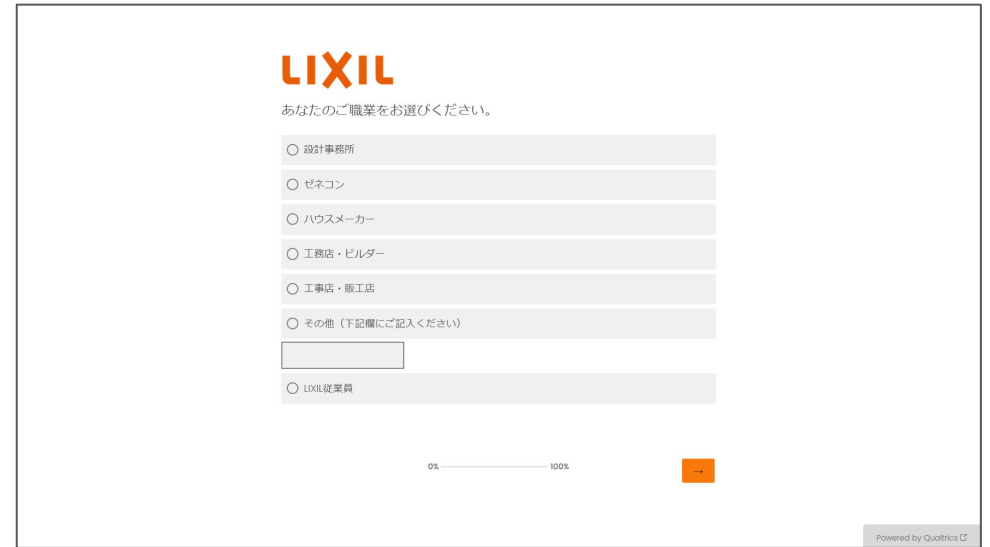 LIXIL
あなたのご職業をお選びください。
設計事務所
ゼネコン
ハウスメーカー
工務店・ビルダー
工事店・販工店
その他（下記欄にご記入ください）
LIXIL従業員
0% 100%
→
Powered by Qualtrics